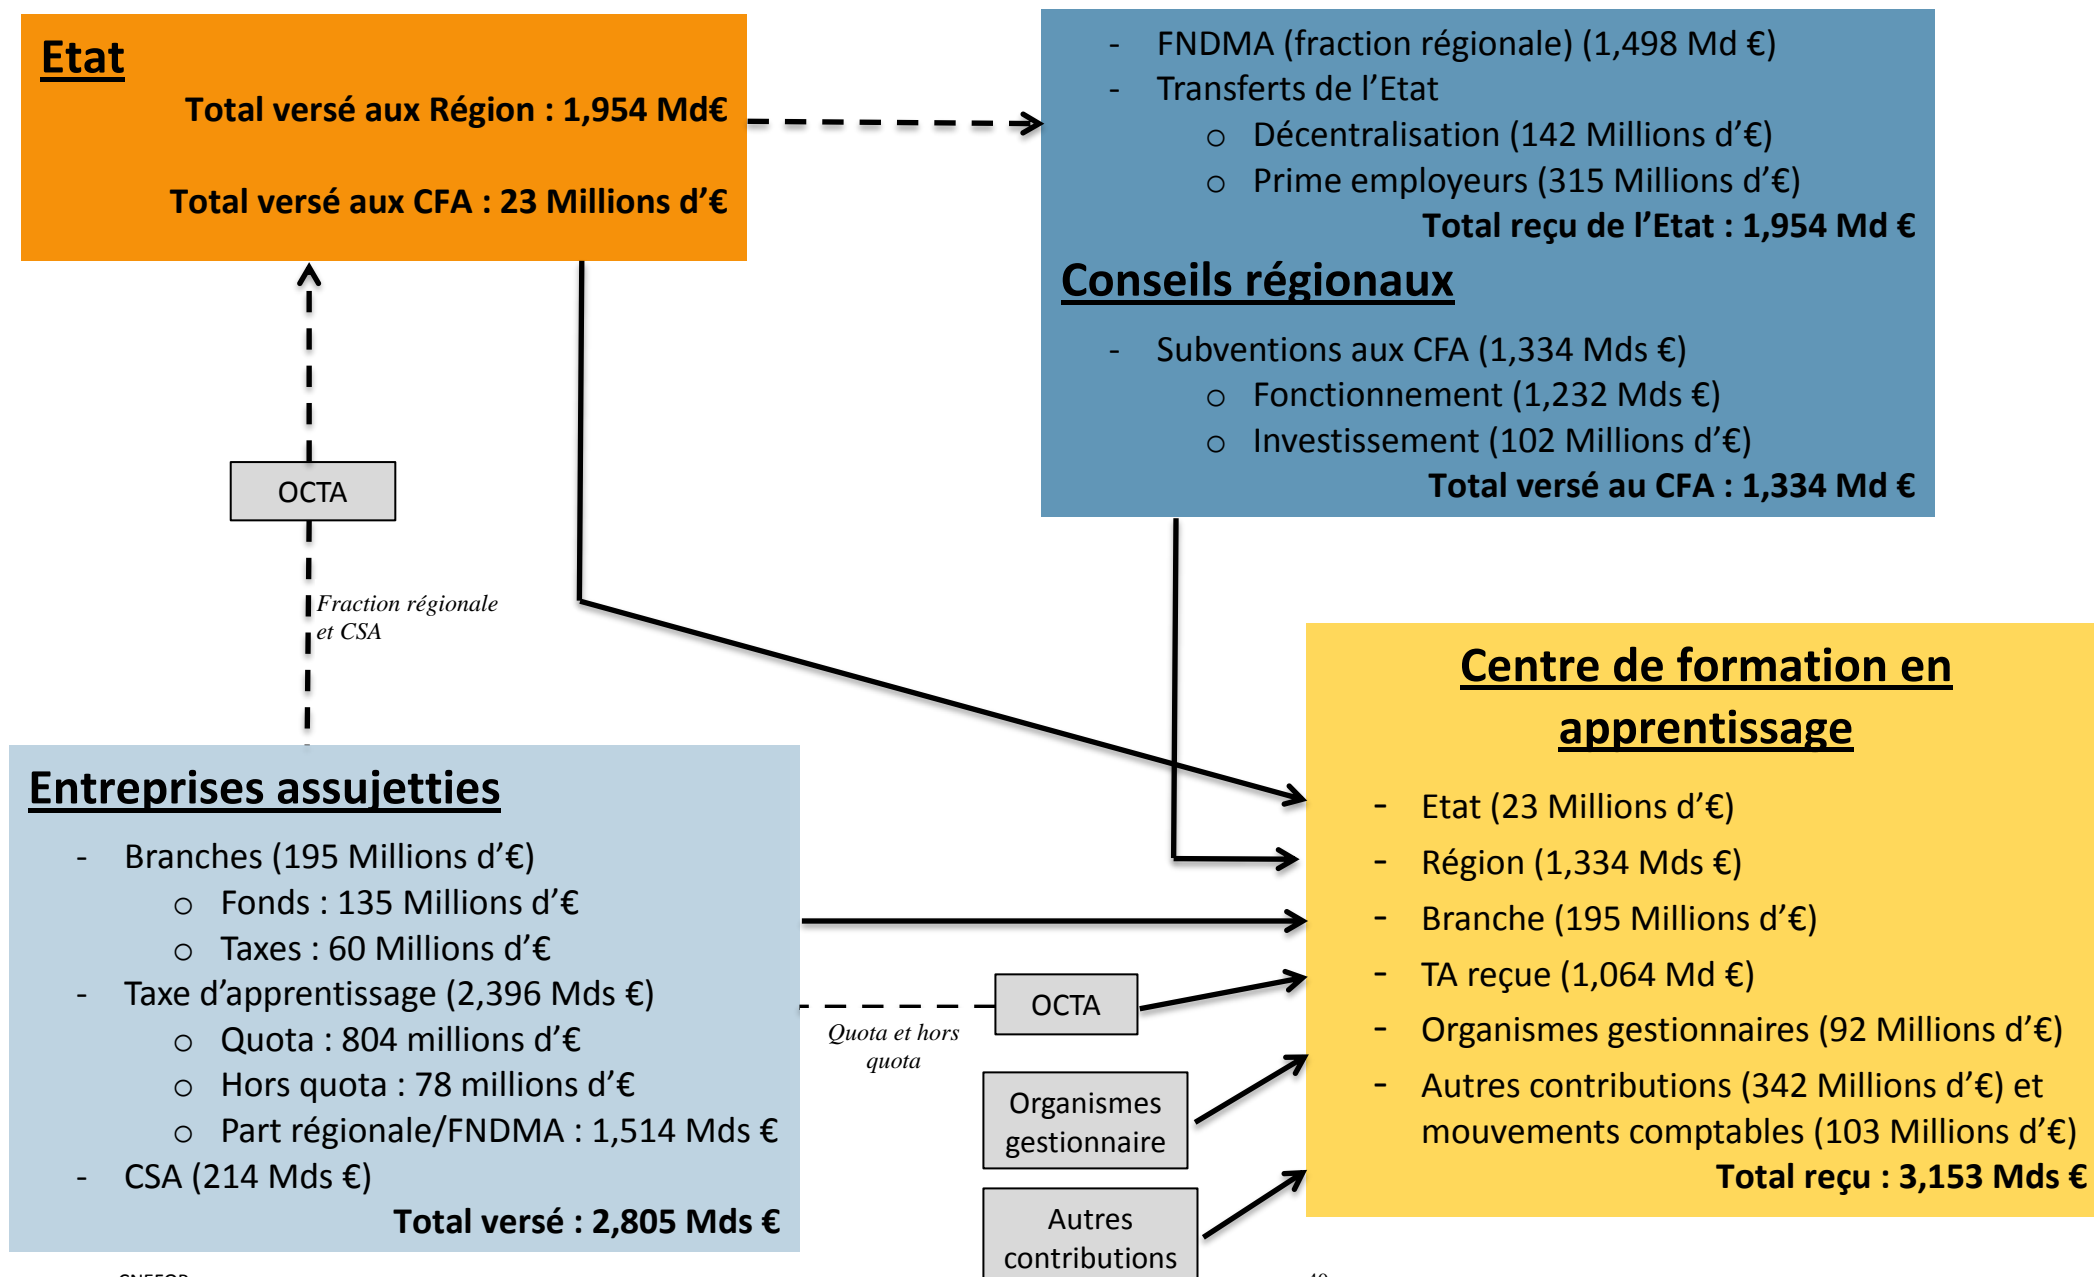 Etat
Total versé aux Région : 1,954 Md€
Total versé aux CFA : 23 Millions d’€
- FNDMA (fraction régionale) (1,498 Md €)
- Transferts de l’Etat
o Décentralisation (142 Millions d’€)
o Prime employeurs (315 Millions d’€)
Total reçu de l’Etat : 1,954 Md €
Conseils régionaux
- Subventions aux CFA (1,334 Mds €)
o Fonctionnement (1,232 Mds €)
o Investissement (102 Millions d’€)
Total versé au CFA : 1,334 Md €
OCTA
Fraction régionale
et CSA
Entreprises assujetties
- Branches (195 Millions d’€)
o Fonds : 135 Millions d’€
o Taxes : 60 Millions d’€
- Taxe d’apprentissage (2,396 Mds €)
o Quota : 804 millions d’€
o Hors quota : 78 millions d’€
o Part régionale/FNDMA : 1,514 Mds €
- CSA (214 Mds €)
Total versé : 2,805 Mds €
Quota et hors
quota
OCTA
Organismes
gestionnaire
Autres
contributions
Centre de formation en
apprentissage
- Etat (23 Millions d’€)
- Région (1,334 Mds €)
- Branche (195 Millions d’€)
- TA reçue (1,064 Md €)
- Organismes gestionnaires (92 Millions d’€)
- Autres contributions (342 Millions d’€) et
mouvements comptables (103 Millions d’€)
Total reçu : 3,153 Mds €